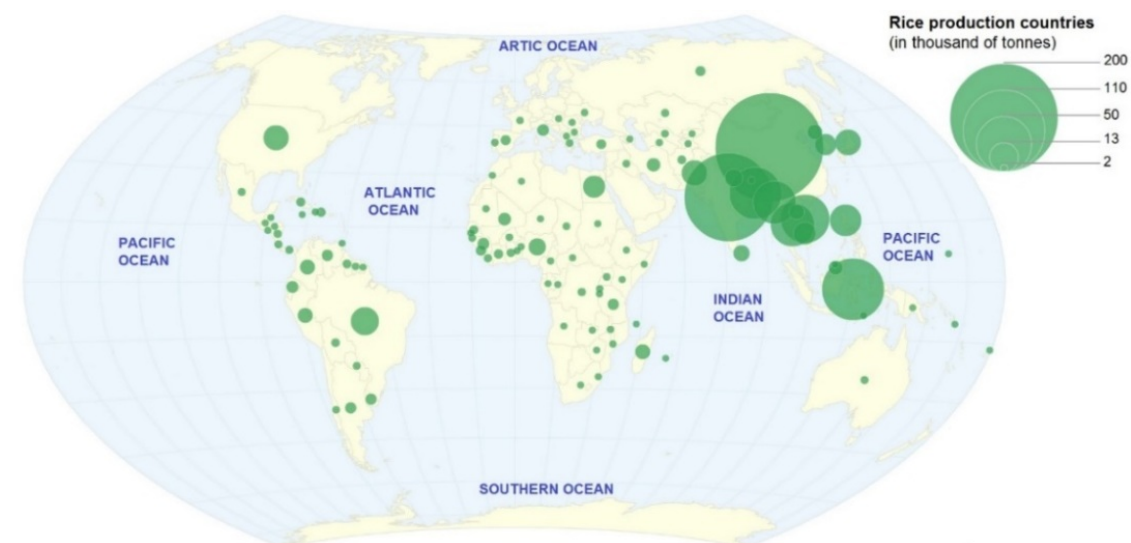 Rice production countries
(in thousand of tonnes)
200
110
50
13
2
ARTIC OCEAN
ATLANTIC
OCEAN
PACIFIC
OCEAN
PACIFIC
OCEAN
INDIAN
OCEAN
SOUTHERN OCEAN